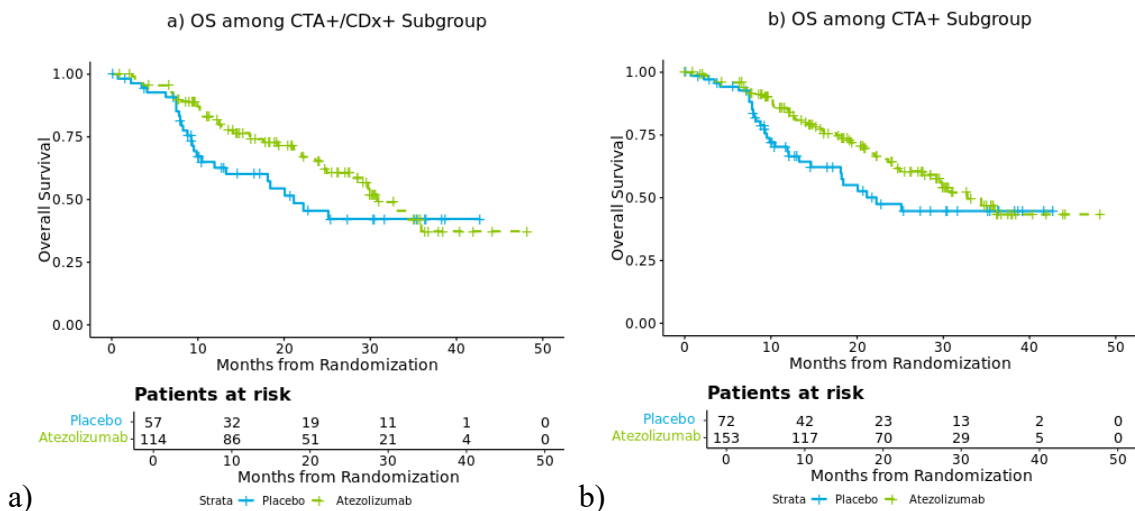 a) OS among CTA+/CDx+ Subgroup
Overall Survival
1.00
0.75
0.50
0.25
0.00
0 10 20 30 40 50
Months from Randomization
Patients at risk
Placebo 57 32 19 11 1 0
Atezolizumab 114 86 51 21 4 0
0 10 20 30 40 50
Months from Randomization
Strata Placebo Atezolizumab
a)
b) OS among CTA+ Subgroup
Overall Survival
1.00
0.75
0.50
0.25
0.00
0 10 20 30 40 50
Months from Randomization
Patients at risk
Placebo 72 42 23 13 2 0
Atezolizumab 153 117 70 29 5 0
0 10 20 30 40 50
Months from Randomization
Strata Placebo Atezolizumab
b)